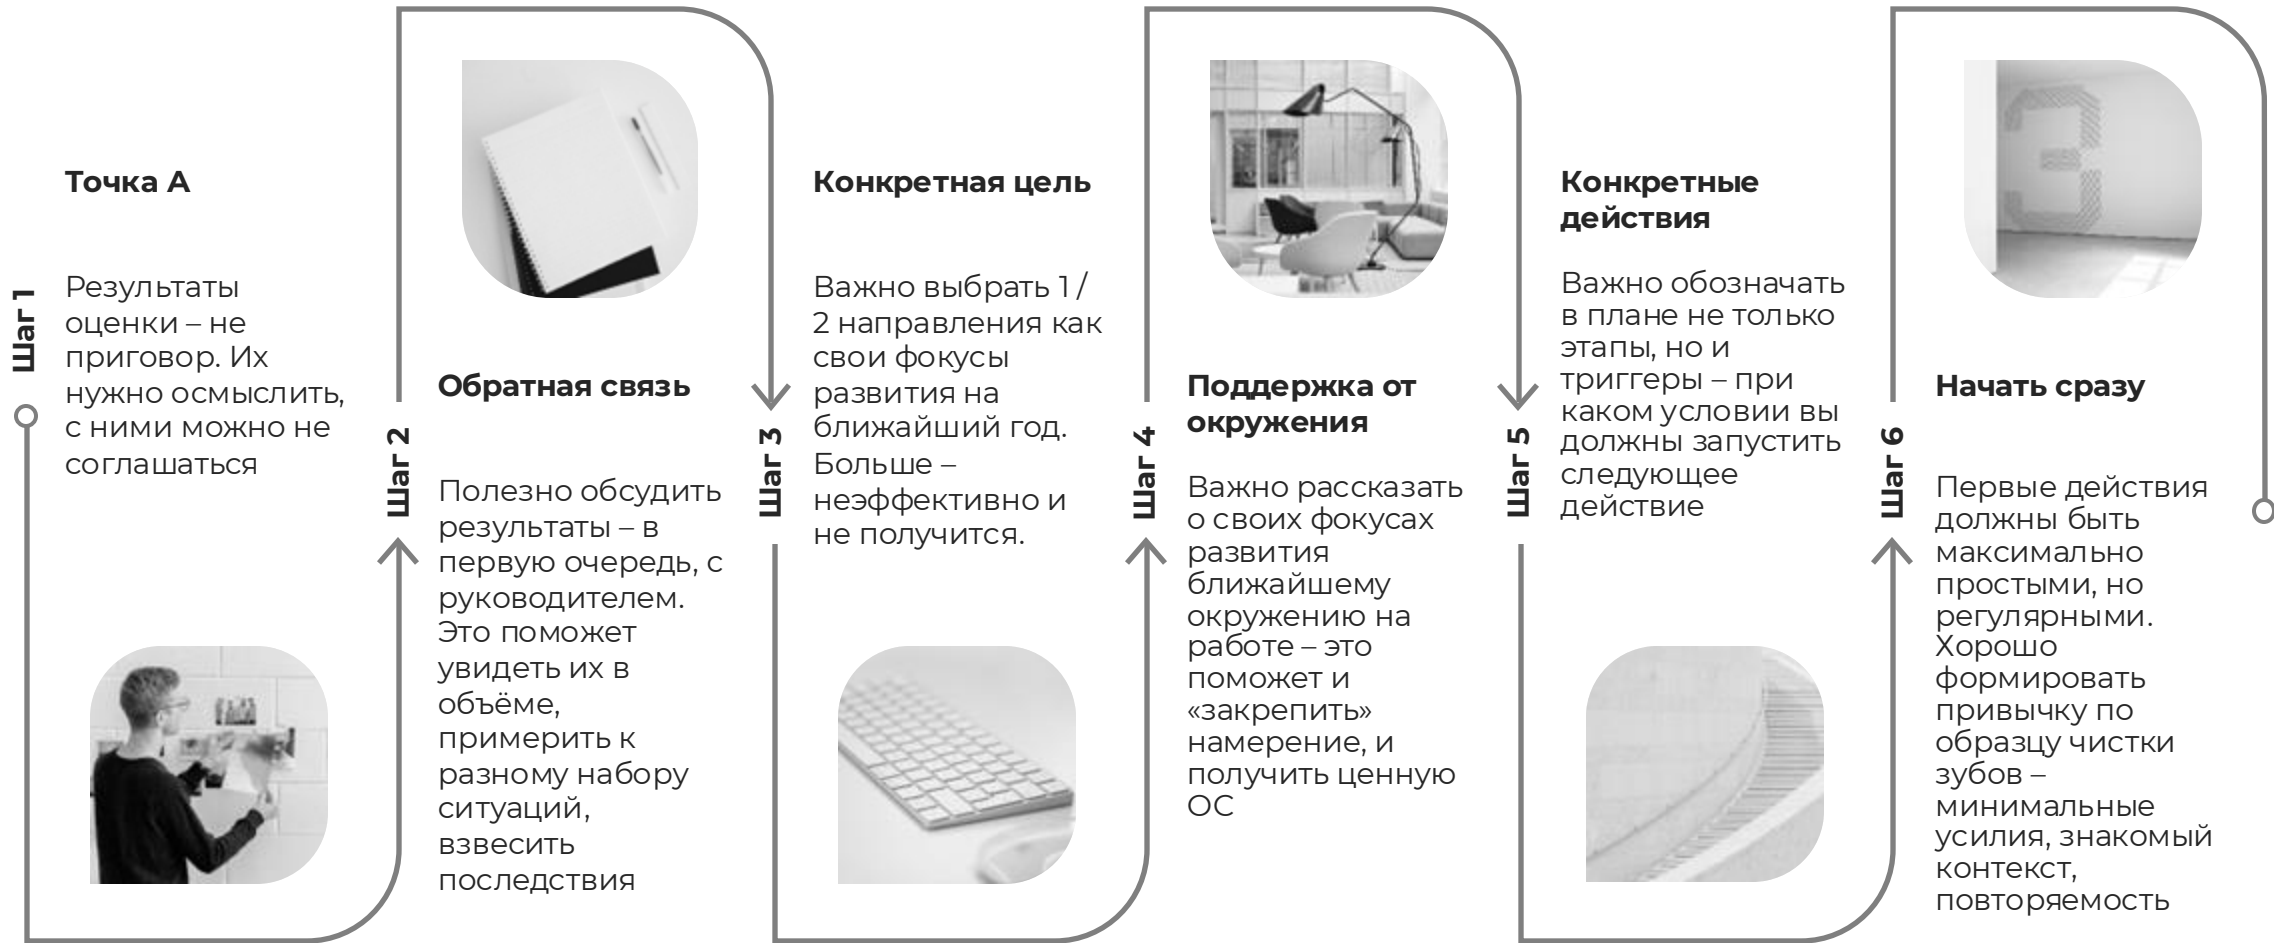 Шаг 1
Точка А
Результаты
оценки – не
приговор. Их
нужно осмыслить,
с ними можно не
соглашаться
Шаг 2
Обратная связь
Полезно обсудить
результаты – в
первую очередь, с
руководителем.
Это поможет
увидеть их в
объёме,
примерить к
разному набору
ситуаций,
взвесить
последствия
Шаг 3
Конкретная цель
Важно выбрать 1 /
2 направления как
свои фокусы
развития на
ближайший год.
Больше –
неэффективно и
не получится.
Шаг 4
Поддержка от
окружения
Важно рассказать
о своих фокусах
развития
ближайшему
окружению на
работе – это
поможет и
«закрепить»
намерение, и
получить ценную
ОС
Шаг 5
Конкретные
действия
Важно обозначать
в плане не только
этапы, но и
триггеры – при
каком условии вы
должны запустить
следующее
действие
Шаг 6
3
Начать сразу
Первые действия
должны быть
максимально
простыми, но
регулярными.
Хорошо
формировать
привычку по
образцу чистки
зубов –
минимальные
усилия, знакомый
контекст,
повторяемость